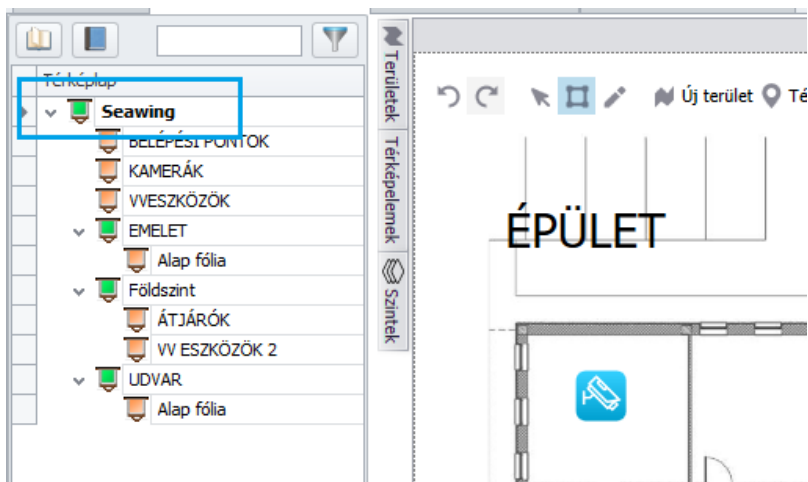 Térképlap
Seawing
BELÉPÉSI PONTOK
KAMERÁK
VVESZKÖZÖK
EMELET
Alap fólia
Földszint
ÁTJÁRÓK
VV ESZKÖZÖK 2
UDVAR
Alap fólia
Területek
Térképelemek
Szintek
Új terület
Té
ÉPÜLET